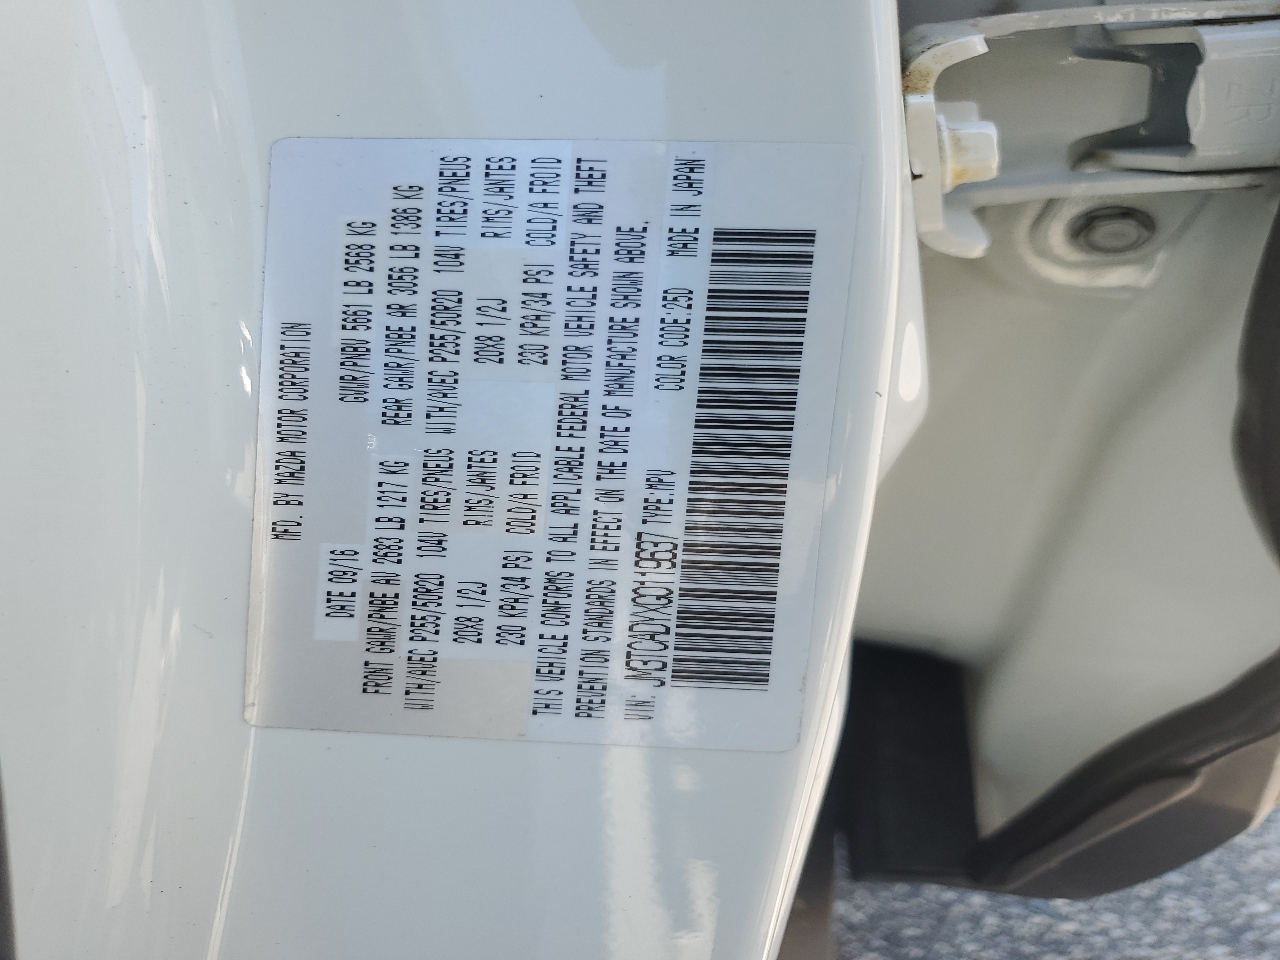 MFD. BY MAZDA MOTOR CORPORATION
DATE 09/16 GVWR/PNBV 5661 LB 2568 KG
FRONT GAWR/PNBE AV 2683 LB 1217 KG REAR GAWR/PNBE AR 3056 LB 1386 KG
WITH/AVEC P255/50R20 104V TIRES/PNEUS WITH/AVEC P255/50R20 104V TIRES/PNEUS
20X8 1/2J RIMS/JANTES 20X8 1/2J RIMS/JANTES
230 KPA/34 PSI COLD/A FROID 230 KPA/34 PSI COLD/A FROID
THIS VEHICLE CONFORMS TO ALL APPLICABLE FEDERAL MOTOR VEHICLE SAFETY AND THEFT
PREVENTION STANDARDS IN EFFECT ON THE DATE OF MANUFACTURE SHOWN ABOVE.
VIN: JM3TCADYXG0119637 TYPE:MPV COLOR CODE:25D MADE IN JAPAN